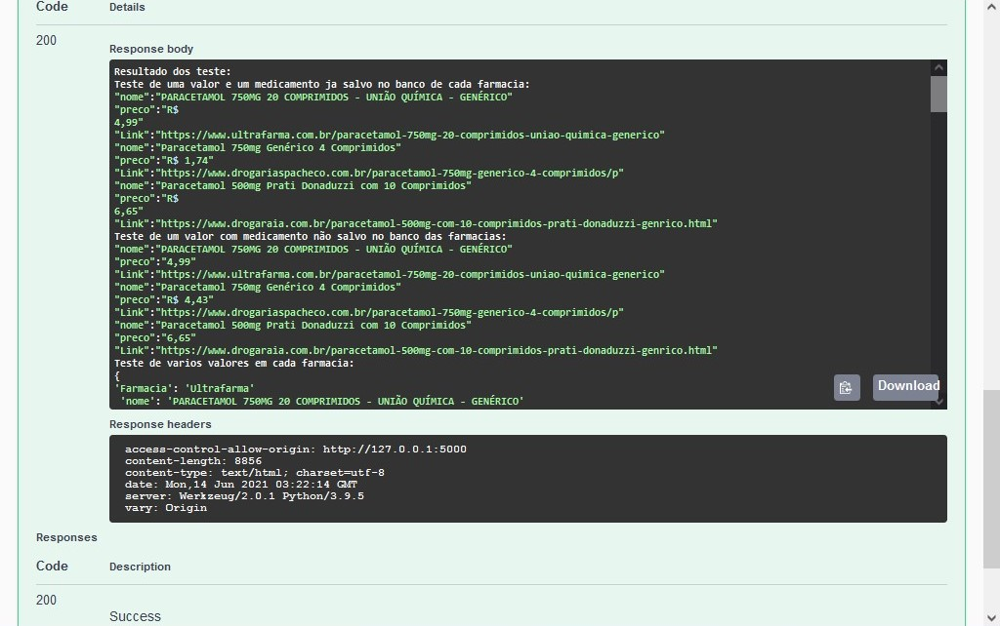 Code Details
200
Response body
Resultado dos teste:
Teste de uma valor e um medicamento ja salvo no banco de cada farmacia:
"nome":"PARACETAMOL 750MG 20 COMPRIMIDOS - UNIÃO QUÍMICA - GENÉRICO"
"preco":"R$
4,99"
"Link":"https://www.ultrafarma.com.br/paracetamol-750mg-20-comprimidos-uniao-quimica-generico"
"nome":"Paracetamol 750mg Genérico 4 Comprimidos"
"preco":"R$ 1,74"
"Link":"https://www.drogariaspacheco.com.br/paracetamol-750mg-generico-4-comprimidos/p"
"nome":"Paracetamol 500mg Prati Donaduzzi com 10 Comprimidos"
"preco":"R$
6,65"
"Link":"https://www.drogaraia.com.br/paracetamol-500mg-com-10-comprimidos-prati-donaduzzi-genrico.html"
Teste de um valor com medicamento não salvo no banco das farmacias:
"nome":"PARACETAMOL 750MG 20 COMPRIMIDOS - UNIÃO QUÍMICA - GENÉRICO"
"preco":"4,99"
"Link":"https://www.ultrafarma.com.br/paracetamol-750mg-20-comprimidos-uniao-quimica-generico"
"nome":"Paracetamol 750mg Genérico 4 Comprimidos"
"preco":"R$ 4,43"
"Link":"https://www.drogariaspacheco.com.br/paracetamol-750mg-generico-4-comprimidos/p"
"nome":"Paracetamol 500mg Prati Donaduzzi com 10 Comprimidos"
"preco":"6,65"
"Link":"https://www.drogaraia.com.br/paracetamol-500mg-com-10-comprimidos-prati-donaduzzi-genrico.html"
Teste de varios valores em cada farmacia:
{
'Farmacia': 'Ultrafarma'
'nome': 'PARACETAMOL 750MG 20 COMPRIMIDOS - UNIÃO QUÍMICA - GENÉRICO'
Download
Response headers
access-control-allow-origin: http://127.0.0.1:5000
content-length: 8856
content-type: text/html; charset=utf-8
date: Mon,14 Jun 2021 03:22:14 GMT
server: Werkzeug/2.0.1 Python/3.9.5
vary: Origin
Responses
Code Description
200
Success